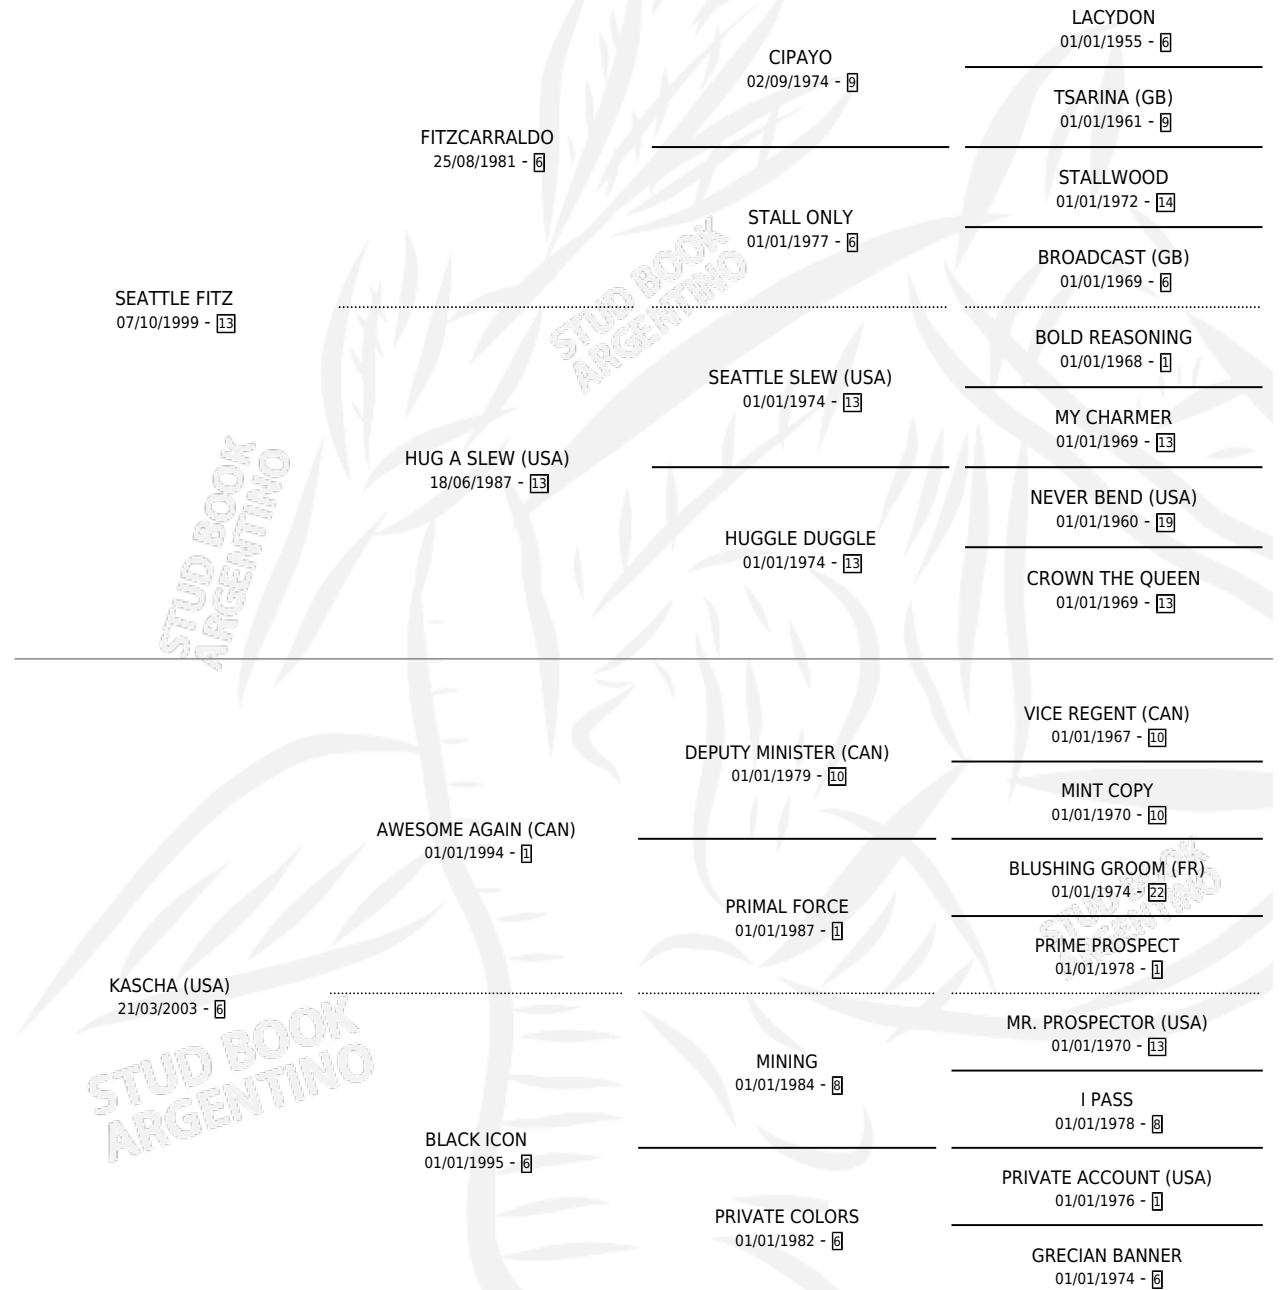 LACYDON
01/01/1955 - 6
CIPAYO
02/09/1974 - 9
TSARINA (GB)
01/01/1961 - 9
FITZCARRALDO
25/08/1981 - 6
STALLWOOD
01/01/1972 - 14
STALL ONLY
01/01/1977 - 6
BROADCAST (GB)
01/01/1969 - 6
SEATTLE FITZ
07/10/1999 - 13
BOLD REASONING
01/01/1968 - 1
SEATTLE SLEW (USA)
01/01/1974 - 13
MY CHARMER
01/01/1969 - 13
HUG A SLEW (USA)
18/06/1987 - 13
NEVER BEND (USA)
01/01/1960 - 19
HUGGLE DUGGLE
01/01/1974 - 13
CROWN THE QUEEN
01/01/1969 - 13
VICE REGENT (CAN)
01/01/1967 - 10
DEPUTY MINISTER (CAN)
01/01/1979 - 10
MINT COPY
01/01/1970 - 10
AWESOME AGAIN (CAN)
01/01/1994 - 1
BLUSHING GROOM (FR)
01/01/1974 - 22
PRIMAL FORCE
01/01/1987 - 1
PRIME PROSPECT
01/01/1978 - 1
KASCHA (USA)
21/03/2003 - 6
MR. PROSPECTOR (USA)
01/01/1970 - 13
MINING
01/01/1984 - 8
I PASS
01/01/1978 - 8
BLACK ICON
01/01/1995 - 6
PRIVATE ACCOUNT (USA)
01/01/1976 - 1
PRIVATE COLORS
01/01/1982 - 6
GRECIAN BANNER
01/01/1974 - 6
STUD BOOK
ARGENTINO
STUD BOOK
ARGENTINO
STUD BOOK
ARGENTINO
STUD BOOK
ARGENTINO